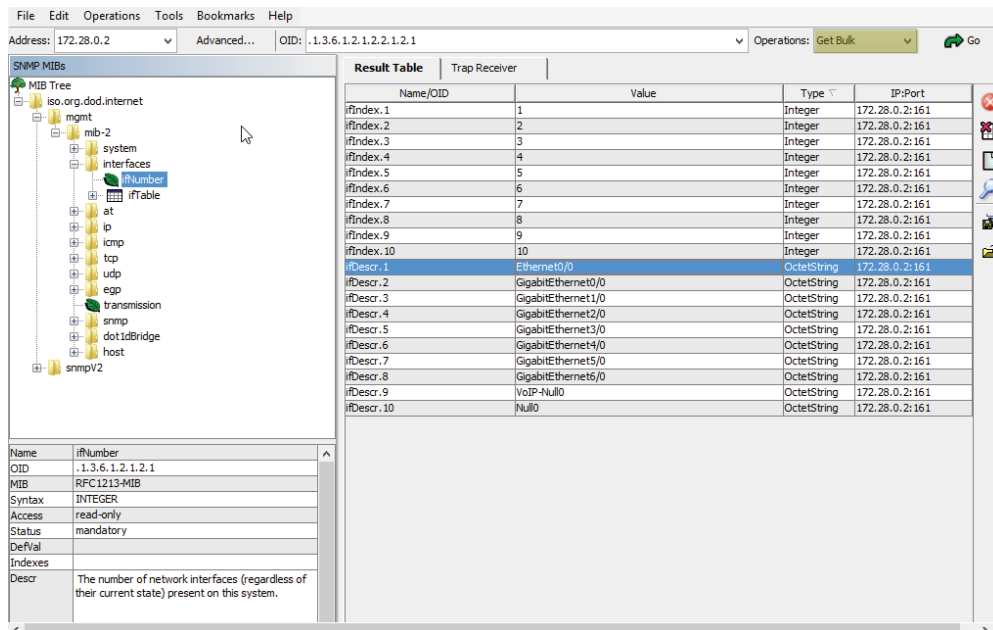 File Edit Operations Tools Bookmarks Help
Address: 172.28.0.2 Advanced... OID: .1.3.6.1.2.1.2.2.1.2.1 Operations: Get Bulk Go
SNMP MIBs
MIB Tree
iso.org.dod.internet
mgmt
mib-2
system
interfaces
ifNumber
ifTable
at
ip
icmp
tcp
udp
egp
transmission
snmp
dot1dBridge
host
snmpV2
Name ifNumber
OID .1.3.6.1.2.1.2.1
MIB RFC1213-MIB
Syntax INTEGER
Access read-only
Status mandatory
DefVal
Indexes
Descr The number of network interfaces (regardless of
their current state) present on this system.
Result Table Trap Receiver
Name/OID Value Type IP:Port
ifIndex.1 1 Integer 172.28.0.2:161
ifIndex.2 2 Integer 172.28.0.2:161
ifIndex.3 3 Integer 172.28.0.2:161
ifIndex.4 4 Integer 172.28.0.2:161
ifIndex.5 5 Integer 172.28.0.2:161
ifIndex.6 6 Integer 172.28.0.2:161
ifIndex.7 7 Integer 172.28.0.2:161
ifIndex.8 8 Integer 172.28.0.2:161
ifIndex.9 9 Integer 172.28.0.2:161
ifIndex.10 10 Integer 172.28.0.2:161
ifDescr.1 Ethernet0/0 OctetString 172.28.0.2:161
ifDescr.2 GigabitEthernet0/0 OctetString 172.28.0.2:161
ifDescr.3 GigabitEthernet1/0 OctetString 172.28.0.2:161
ifDescr.4 GigabitEthernet2/0 OctetString 172.28.0.2:161
ifDescr.5 GigabitEthernet3/0 OctetString 172.28.0.2:161
ifDescr.6 GigabitEthernet4/0 OctetString 172.28.0.2:161
ifDescr.7 GigabitEthernet5/0 OctetString 172.28.0.2:161
ifDescr.8 GigabitEthernet6/0 OctetString 172.28.0.2:161
ifDescr.9 VoIP-Null0 OctetString 172.28.0.2:161
ifDescr.10 Null0 OctetString 172.28.0.2:161